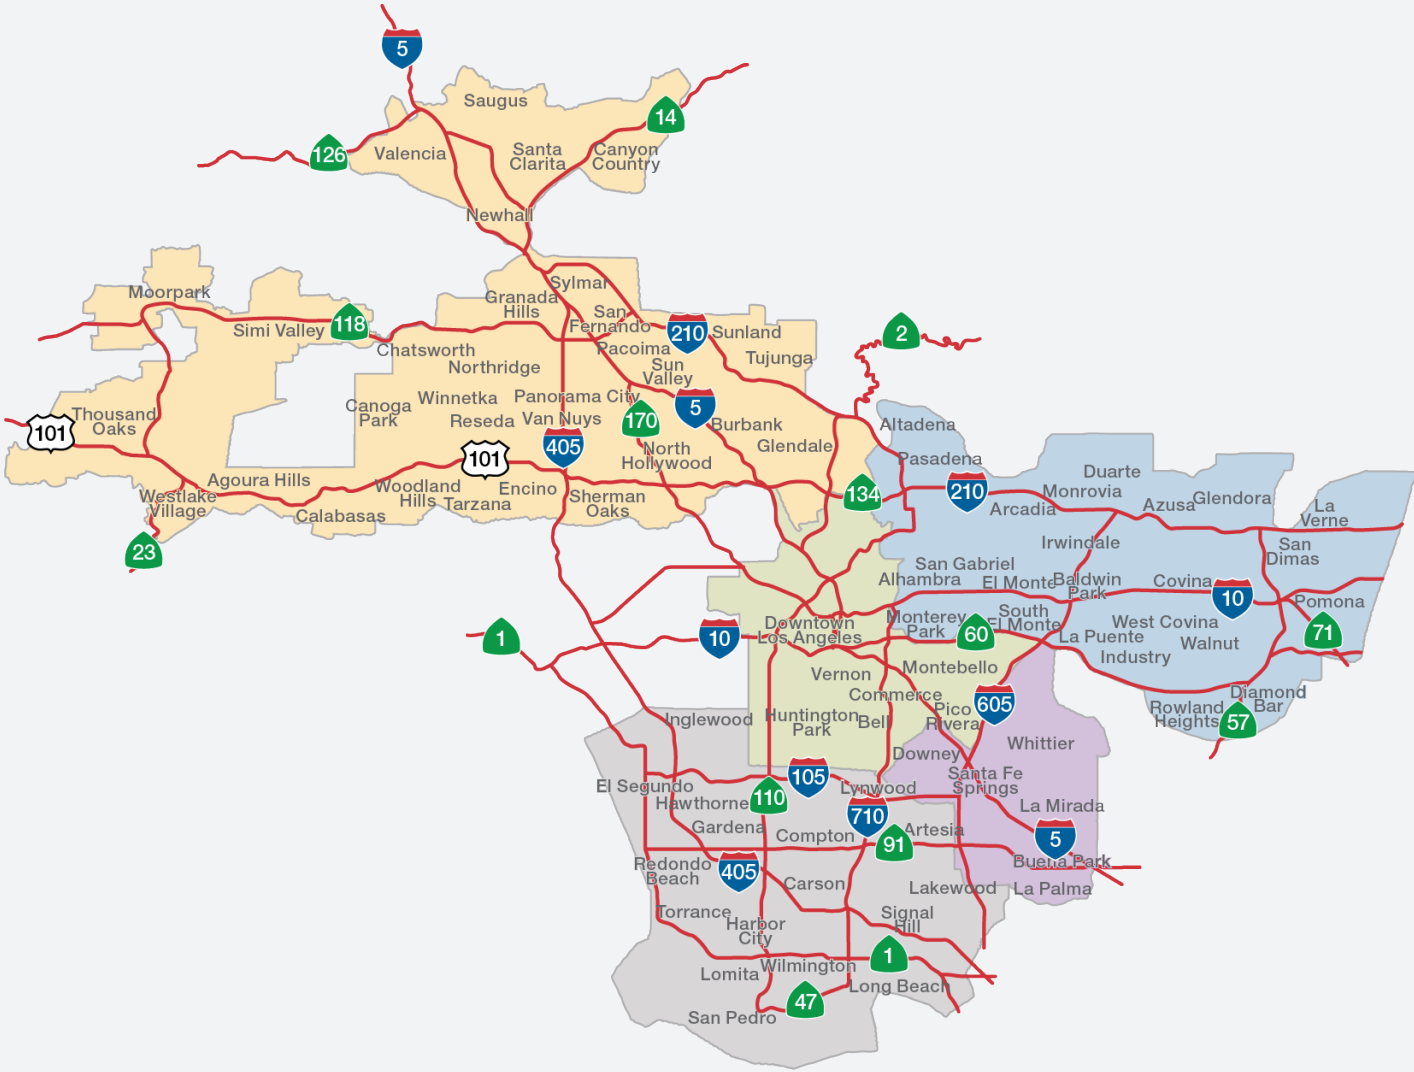 5
Saugus
14
126
Valencia
Santa
Clarita
Canyon
Country
Newhall
Sylmar
Moorpark
Granada
Hills
San
Fernando
118
Simi Valley
210
Sunland
2
Chatsworth
Pacoima
Tujunga
Northridge
Sun
Valley
Winnetka
Panorama City
5
Canoga
Park
Thousand
Oaks
Reseda
Van Nuys
170
Burbank
Altadena
101
405
Glendale
North
Hollywood
101
Pasadena
Duarte
Agoura Hills
Woodland
Hills
Encino
134
210
Monrovia
Glendora
Westlake
Village
Tarzana
Sherman
Oaks
Arcadia
Azusa
La
Verne
Calabasas
23
Irwindale
San
Dimas
San Gabriel
Alhambra
El Monte
Baldwin
Park
Covina
10
Pomona
1
10
Downtown
Los Angeles
Monterey
Park
60
South
El Monte
West Covina
71
La Puente
Walnut
Industry
Vernon
Montebello
Commerce
605
Diamond
Bar
Inglewood
Huntington
Park
Bell
Pico
Rivera
Rowland
Heights
57
Whittier
Downey
105
Santa Fe
Springs
El Segundo
Lynwood
Hawthorne
110
La Mirada
710
Gardena
Compton
Artesia
91
5
Redondo
Beach
405
Buena Park
Carson
Lakewood
La Palma
Torrance
Harbor
City
Signal
Hill
1
Lomita
Wilmington
Long Beach
47
San Pedro